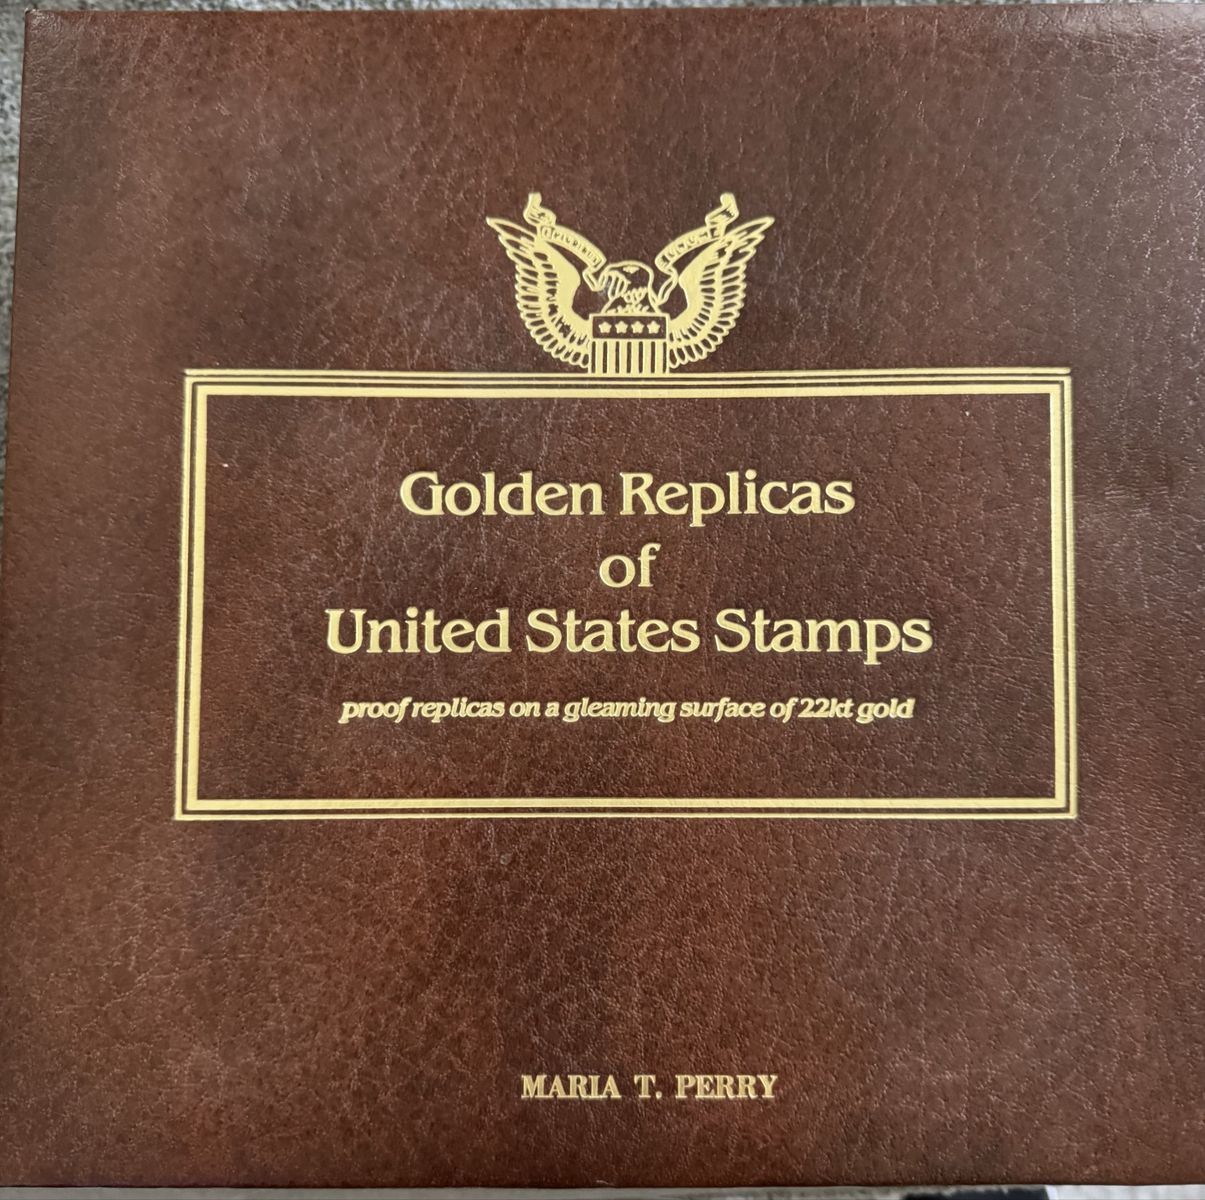 Golden Replicas
of
United States Stamps
proof replicas on a gleaming surface of 22kt gold
MARIA T. PERRY